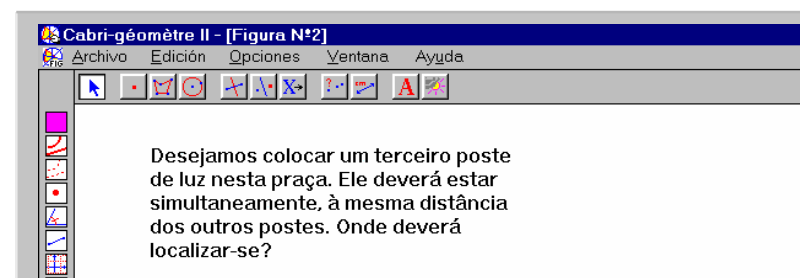 Cabri-géomètre II - [Figura Nº2]
Archivo Edición Opciones Ventana Ayuda
Desejamos colocar um terceiro poste
de luz nesta praça. Ele deverá estar
simultaneamente, à mesma distância
dos outros postes. Onde deverá
localizar-se?